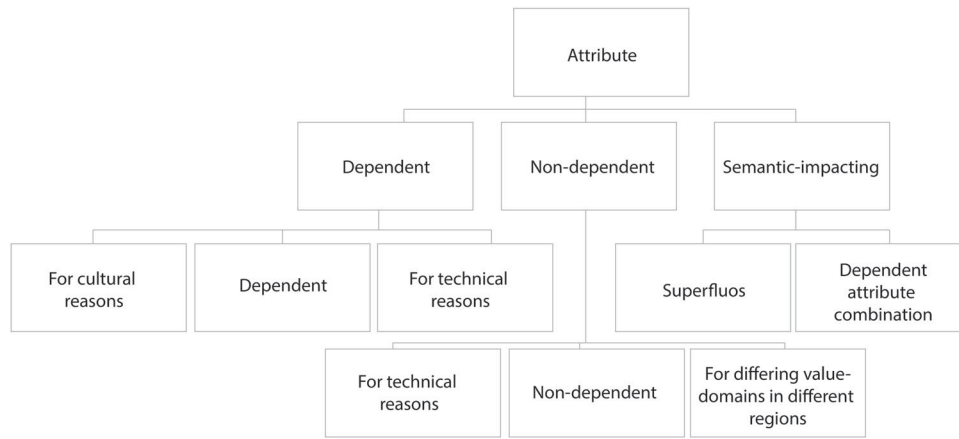 Attribute
Dependent
Non-dependent
Semantic-impacting
For cultural
reasons
Dependent
For technical
reasons
Superfluos
Dependent
attribute
combination
For technical
reasons
Non-dependent
For differing value-
domains in different
regions